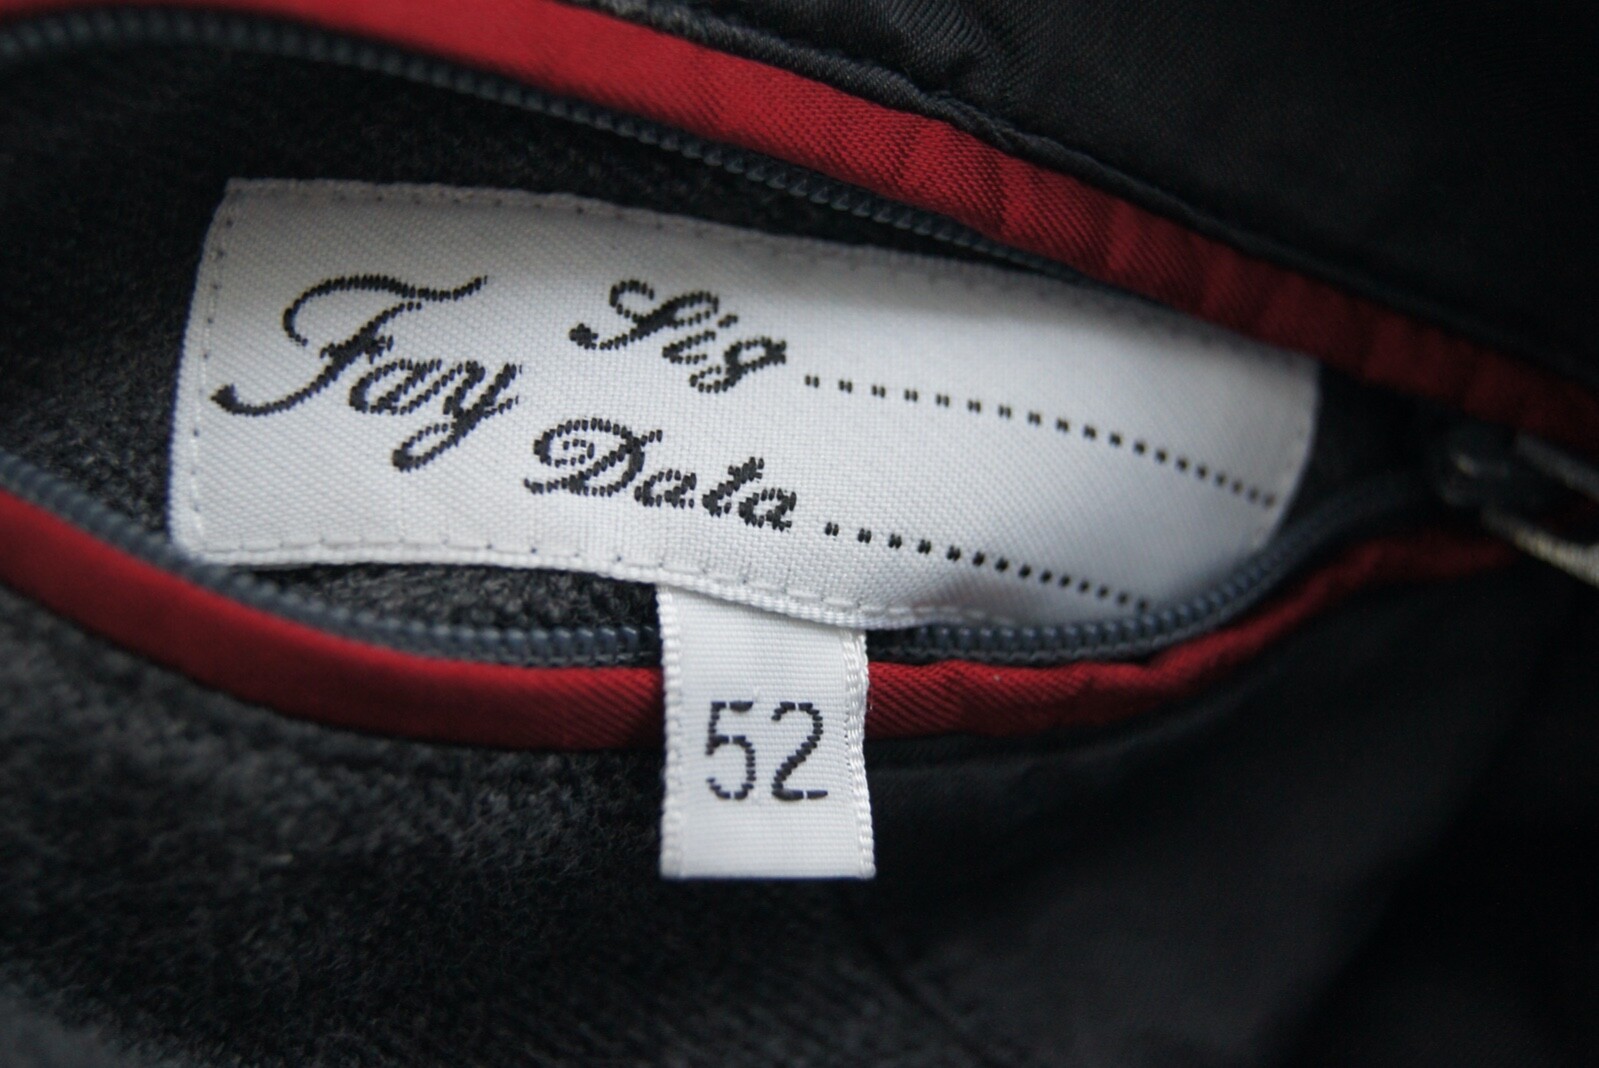 Fay
Sig ..................
Data ..................
52